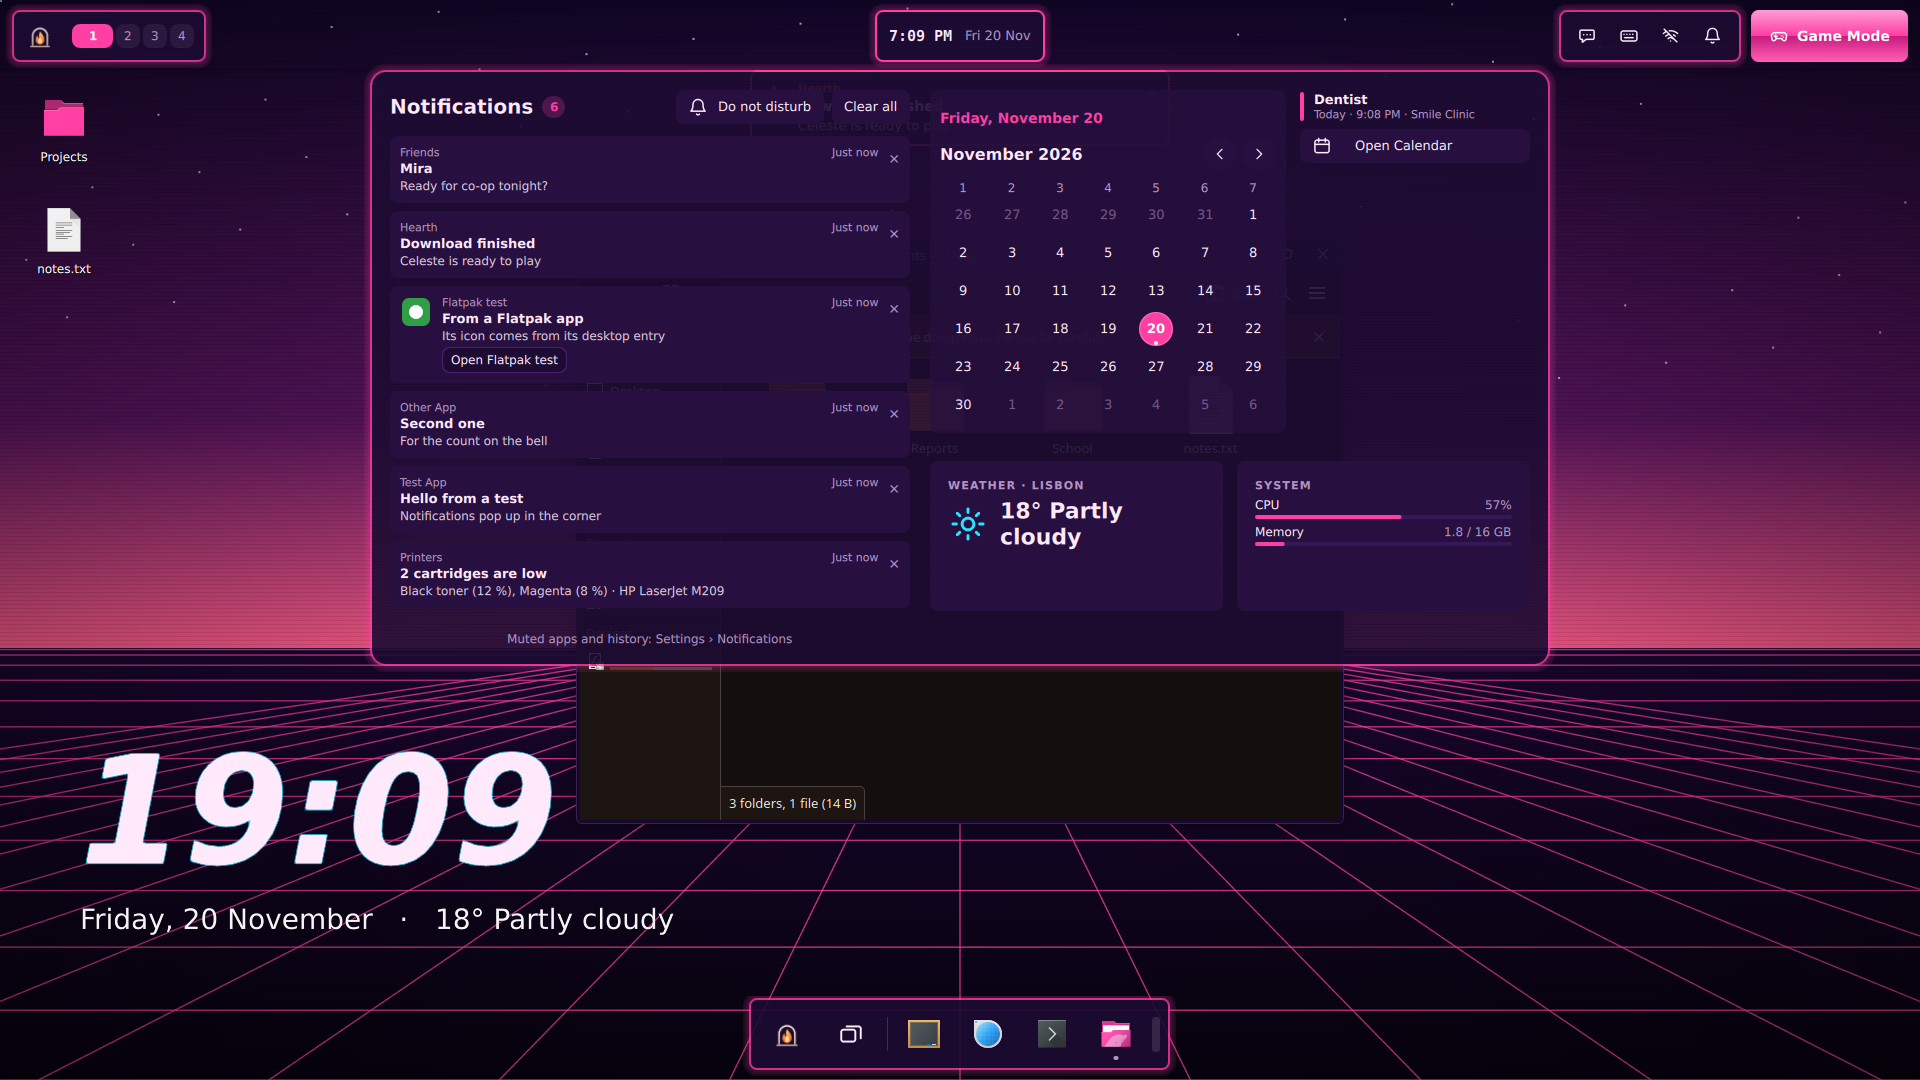 1 2 3 4
7:09 PM Fri 20 Nov
Game Mode
Projects
notes.txt
Notifications 6
Do not disturb
Clear all
Friends
Just now
Mira
Ready for co-op tonight?
Hearth
Just now
Download finished
Celeste is ready to play
Flatpak test
Just now
From a Flatpak app
Its icon comes from its desktop entry
Open Flatpak test
Other App
Just now
Second one
For the count on the bell
Test App
Just now
Hello from a test
Notifications pop up in the corner
Printers
Just now
2 cartridges are low
Black toner (12 %), Magenta (8 %) · HP LaserJet M209
Muted apps and history: Settings › Notifications
Friday, November 20
November 2026
1 2 3 4 5 6 7
26 27 28 29 30 31 1
2 3 4 5 6 7 8
9 10 11 12 13 14 15
16 17 18 19 20 21 22
23 24 25 26 27 28 29
30 1 2 3 4 5 6
Reports
School
notes.txt
Dentist
Today · 9:08 PM · Smile Clinic
Open Calendar
WEATHER · LISBON
18° Partly
cloudy
SYSTEM
CPU 57%
Memory 1.8 / 16 GB
3 folders, 1 file (14 B)
19:09
Friday, 20 November · 18° Partly cloudy